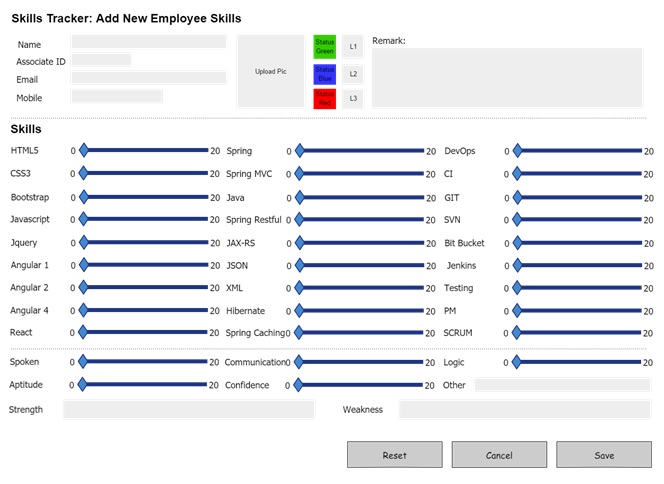 Skills Tracker: Add New Employee Skills
Name
Associate ID
Email
Mobile
Upload Pic
Status Green
L1
Status Blue
L2
Status Red
L3
Remark:
Skills
HTML5 0 20 Spring 0 20 DevOps 0 20
CSS3 0 20 Spring MVC 0 20 CI 0 20
Bootstrap 0 20 Java 0 20 GIT 0 20
Javascript 0 20 Spring Restful 0 20 SVN 0 20
Jquery 0 20 JAX-RS 0 20 Bit Bucket 0 20
Angular 1 0 20 JSON 0 20 Jenkins 0 20
Angular 2 0 20 XML 0 20 Testing 0 20
Angular 4 0 20 Hibernate 0 20 PM 0 20
React 0 20 Spring Caching 0 20 SCRUM 0 20
Spoken 0 20 Communication 0 20 Logic 0 20
Aptitude 0 20 Confidence 0 20 Other
Strength Weakness
Reset Cancel Save